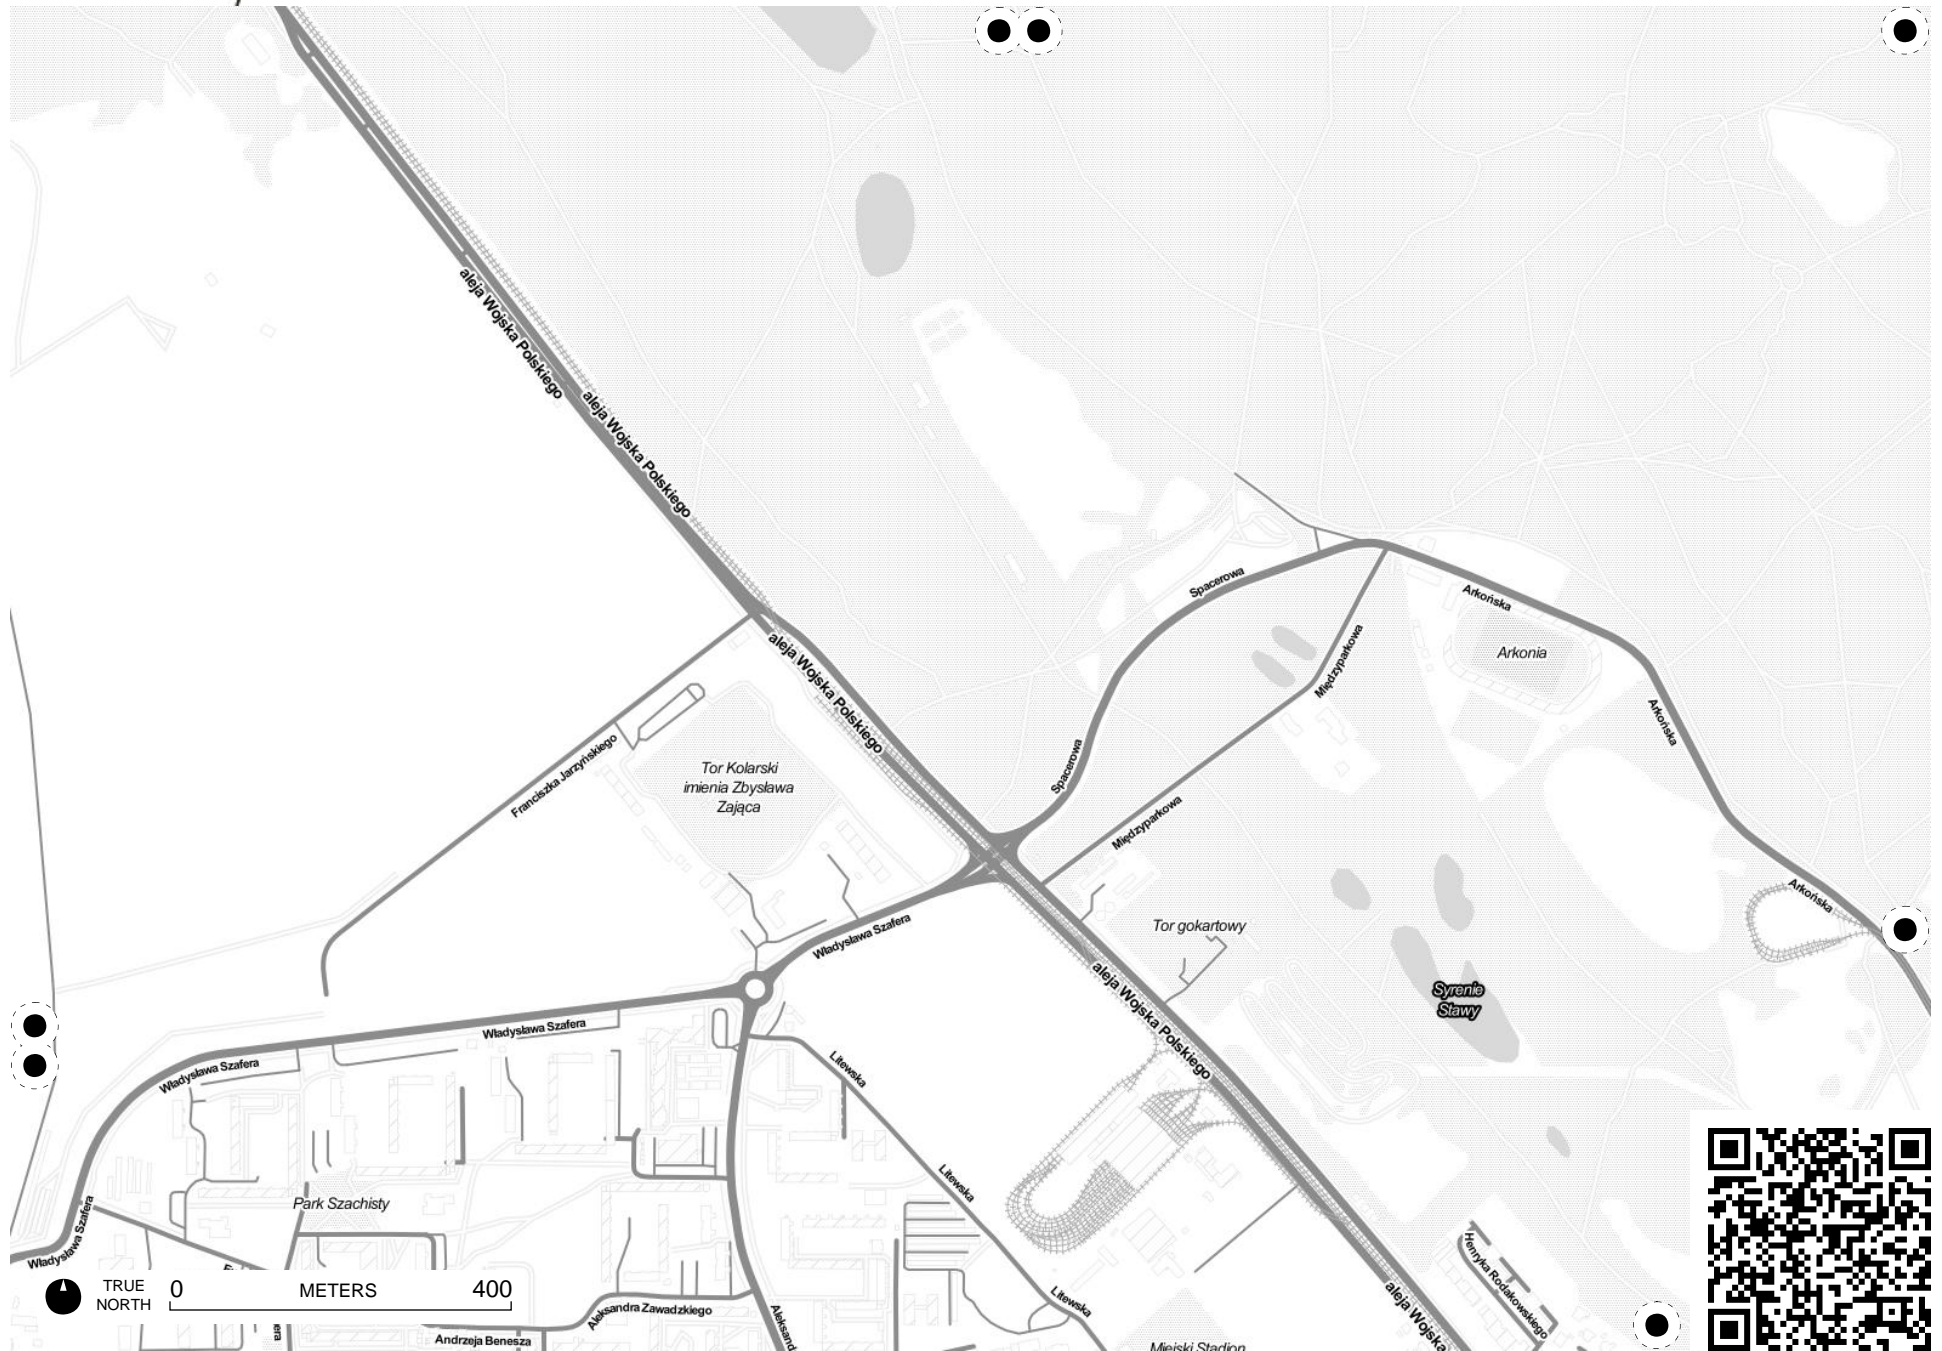 aleja Wojska Polskiego
aleja Wojska Polskiego
aleja Wojska Polskiego
Spacerowa
Arkońska
Arkonia
Międzyparkowa
Arkońska
Franciszka Jarzyńskiego
Tor Kolarski
imienia Zbysława
Zająca
Spacerowa
Międzyparkowa
Arkońska
Władysława Szafera
Tor gokartowy
aleja Wojska Polskiego
Syrenie
Stawy
Władysława Szafera
Władysława Szafera
Litewska
Litewska
Park Szachisty
Władysława Szafera
Henryka Rodakowskiego
TRUE
NORTH
0 METERS 400
Litewska
aleja Wojska
Aleksandra Zawadzkiego
Aleksand
Andrzeja Benesza
Miejski Stadion